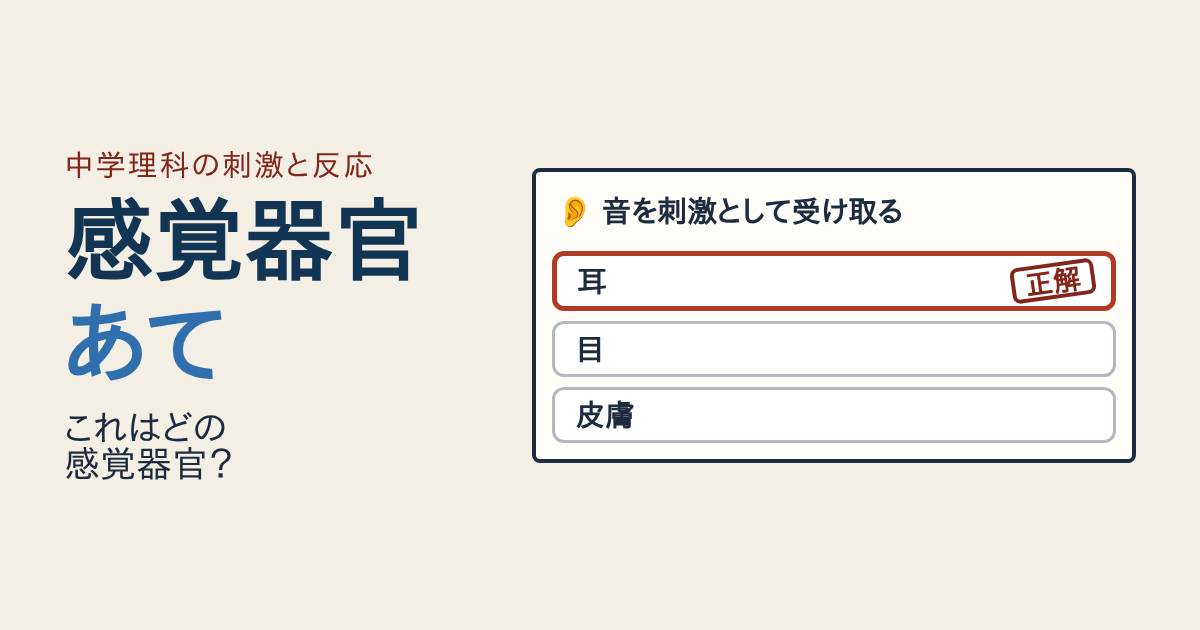 中学理科の刺激と反応
感覚器官
あて
これはどの
感覚器官？
👂 音を刺激として受け取る
耳
正解
目
皮膚